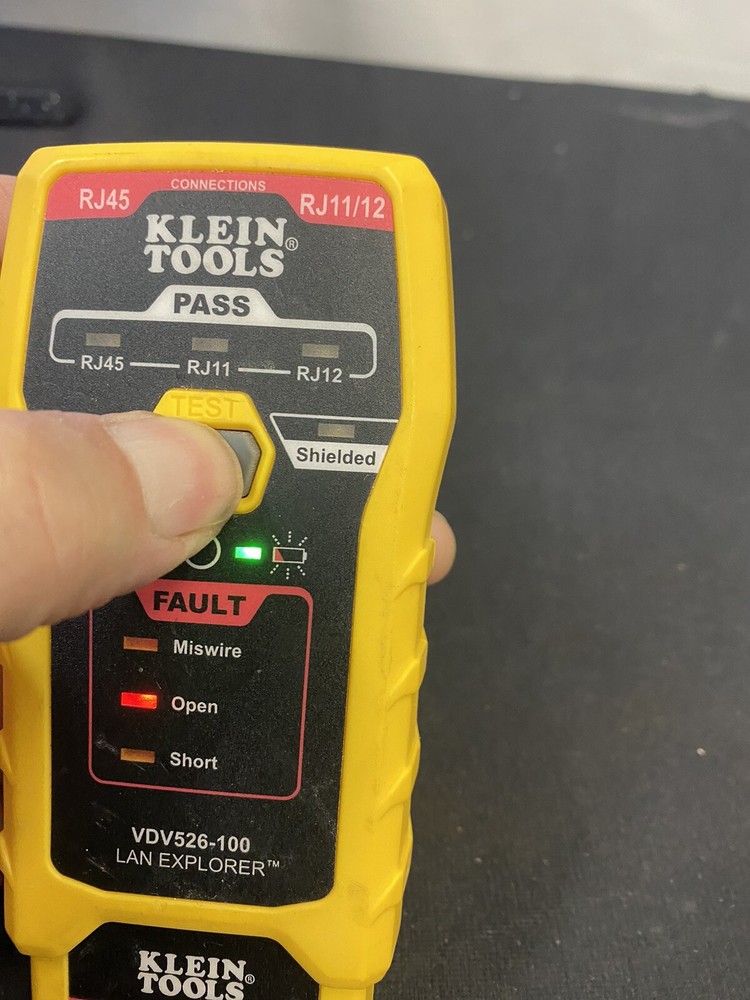 CONNECTIONS
RJ45 RJ11/12
KLEIN®
TOOLS
PASS
RJ45 RJ11 RJ12
TEST
Shielded
FAULT
Miswire
Open
Short
VDV526-100
LAN EXPLORER™
KLEIN
TOOLS®